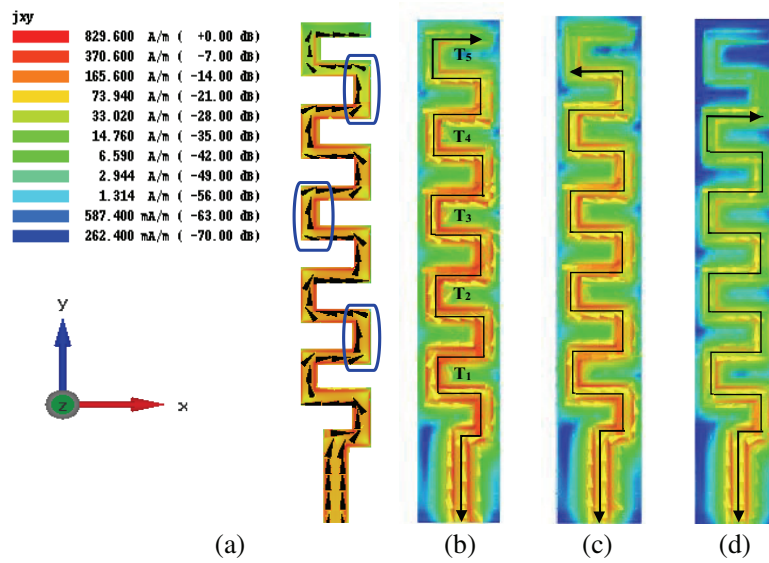 jxy
829.600 A/m ( +0.00 dB)
370.600 A/m ( -7.00 dB)
165.600 A/m ( -14.00 dB)
73.940 A/m ( -21.00 dB)
33.020 A/m ( -28.00 dB)
14.760 A/m ( -35.00 dB)
6.590 A/m ( -42.00 dB)
2.944 A/m ( -49.00 dB)
1.314 A/m ( -56.00 dB)
587.400 mA/m ( -63.00 dB)
262.400 mA/m ( -70.00 dB)
y
z
x
T5
T4
T3
T2
T1
(a) (b) (c) (d)